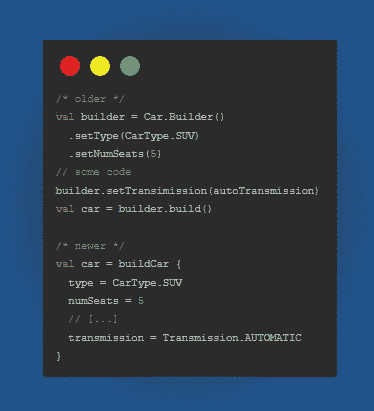 /* older */
val builder = Car.Builder()
.setType(CarType.SUV)
.setNumSeats(5)
// some code
builder.setTransimission(autoTransmission)
val car = builder.build()
/* newer */
val car = buildCar {
type = CarType.SUV
numSeats = 5
// [...]
transmission = Transmission.AUTOMATIC
}